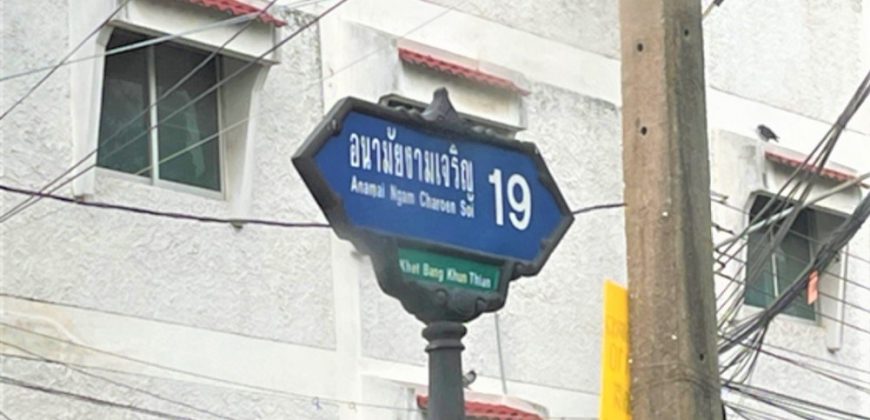 อนามัยงามเจริญ 19
Anamai Ngam Charoen Soi
Khet Bang Khun Thian